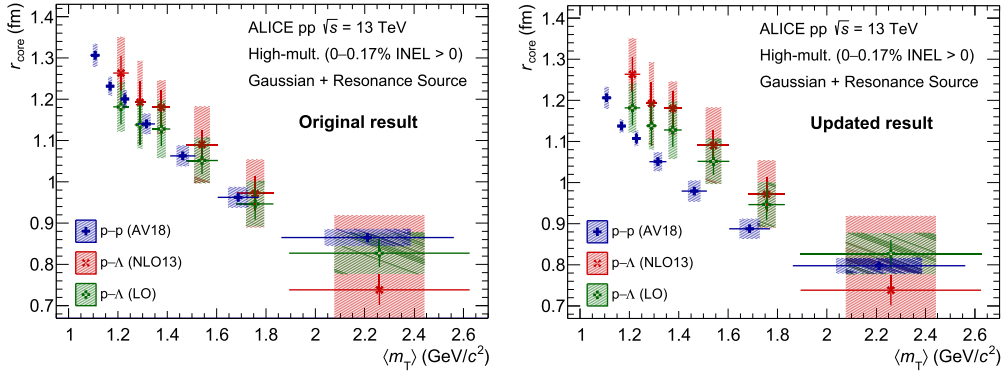 r_core (fm)
1.4
1.3
1.2
1.1
1
0.9
0.8
0.7
ALICE pp √s = 13 TeV
High-mult. (0–0.17% INEL > 0)
Gaussian + Resonance Source
Original result
p–p (AV18)
p–Λ (NLO13)
p–Λ (LO)
1 1.2 1.4 1.6 1.8 2 2.2 2.4 2.6
⟨m_T⟩ (GeV/c²)
r_core (fm)
1.4
1.3
1.2
1.1
1
0.9
0.8
0.7
ALICE pp √s = 13 TeV
High-mult. (0–0.17% INEL > 0)
Gaussian + Resonance Source
Updated result
p–p (AV18)
p–Λ (NLO13)
p–Λ (LO)
1 1.2 1.4 1.6 1.8 2 2.2 2.4 2.6
⟨m_T⟩ (GeV/c²)